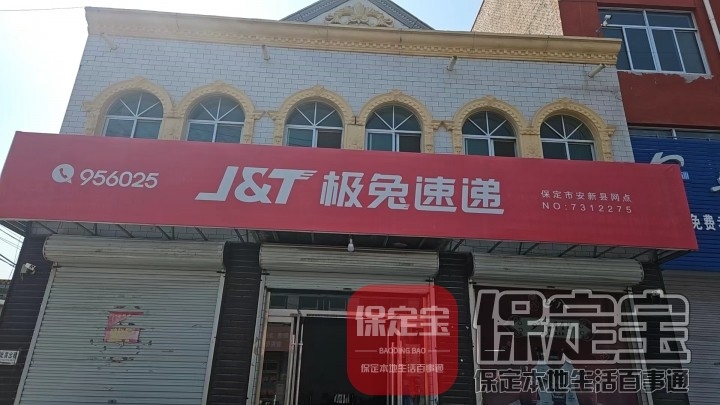 956025
J&T 极兔速递
保定市安新县网点
NO:7312275
免费
保定宝
BAODING BAO
保定本地生活百事通
保定宝
保定本地生活百事通